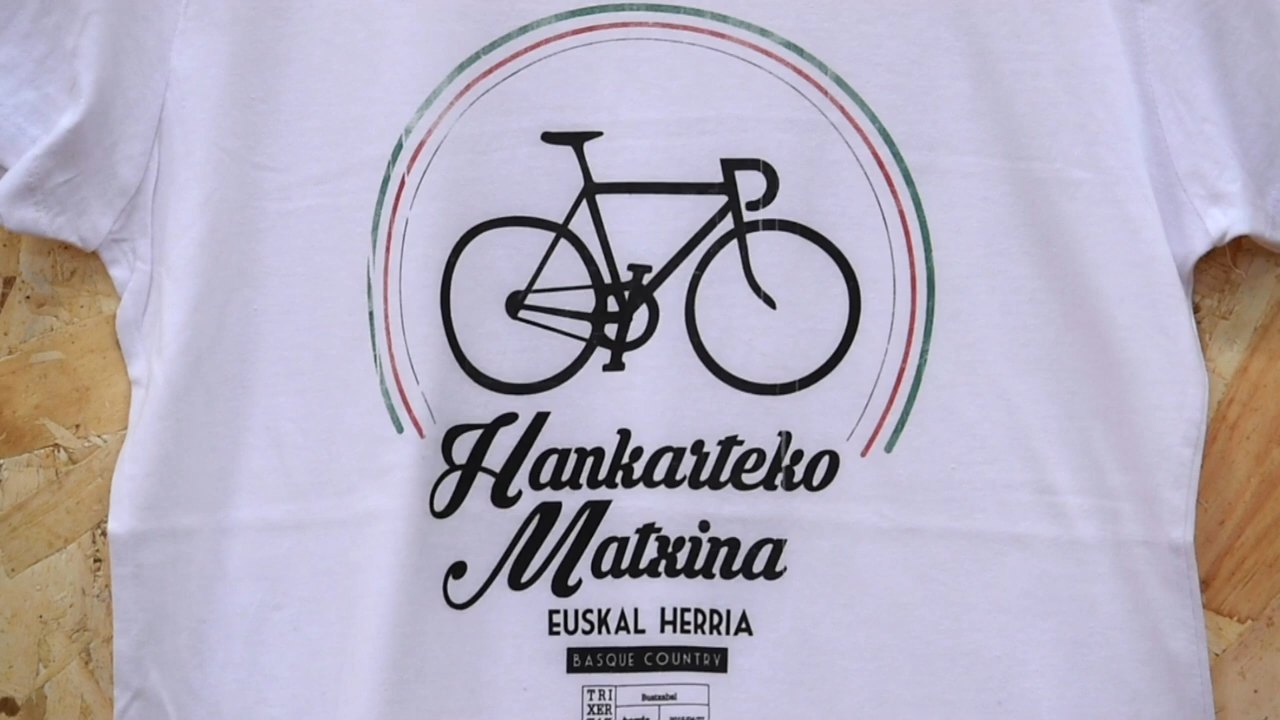 Hankarteko
Matxina
EUSKAL HERRIA
BASQUE COUNTRY
TRI
XER